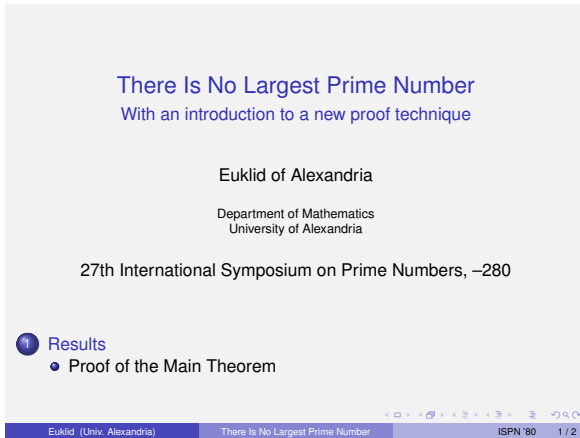 There Is No Largest Prime Number
With an introduction to a new proof technique
Euklid of Alexandria
Department of Mathematics
University of Alexandria
27th International Symposium on Prime Numbers, –280
1 Results
Proof of the Main Theorem
Euklid (Univ. Alexandria) There Is No Largest Prime Number ISPN ’80 1 / 2